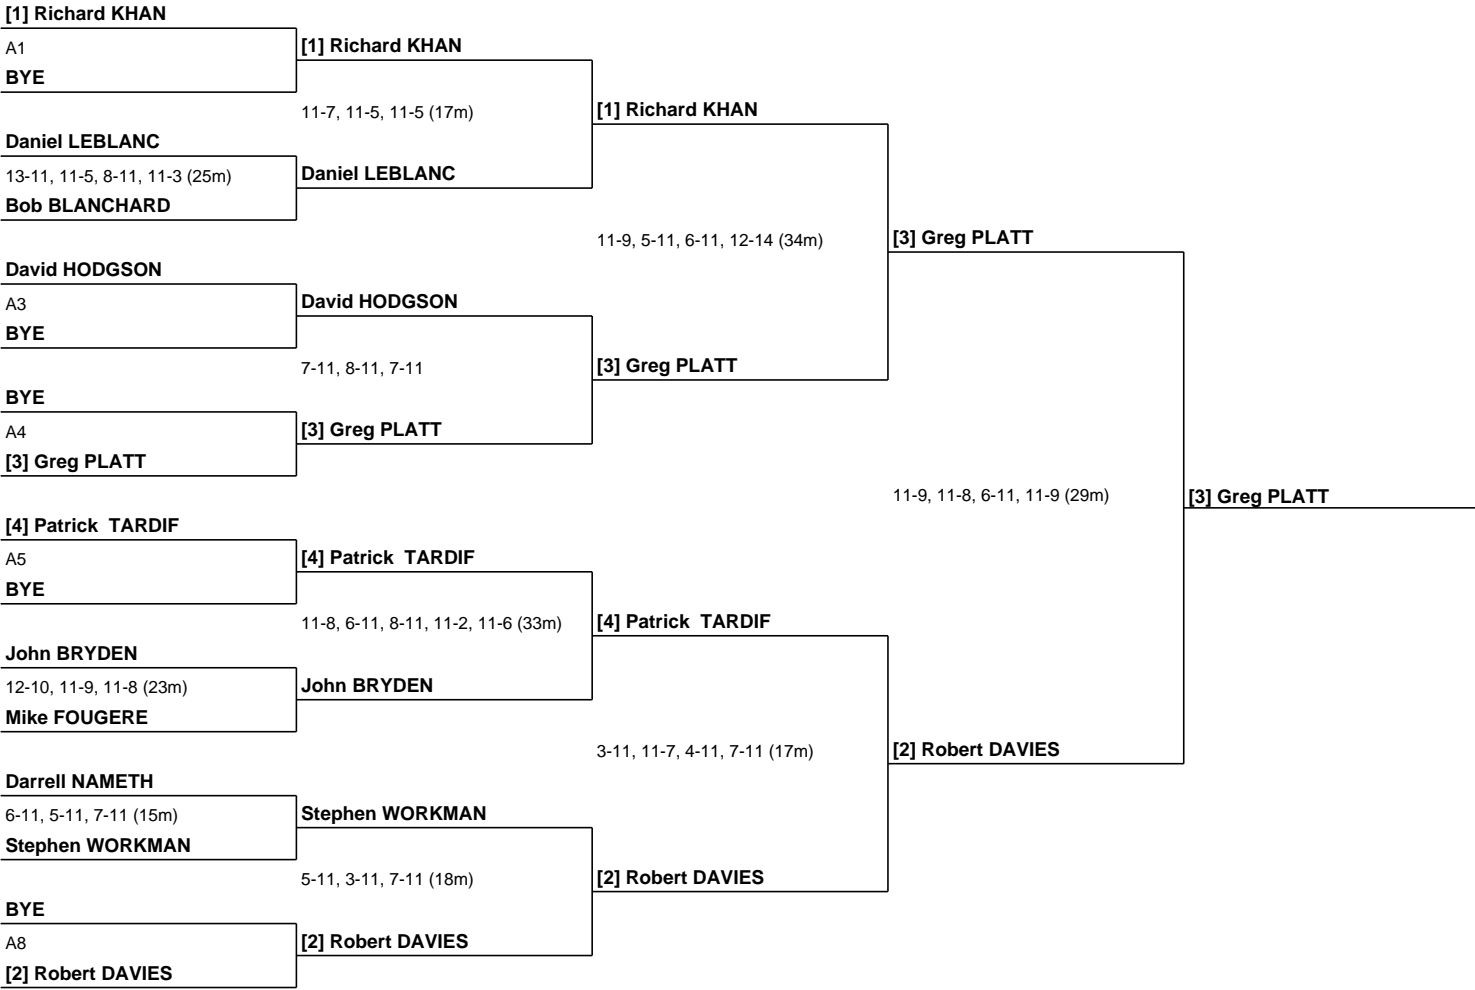 [1] Richard KHAN
A1
BYE
Daniel LEBLANC
13-11, 11-5, 8-11, 11-3 (25m)
Bob BLANCHARD
David HODGSON
A3
BYE
BYE
A4
[3] Greg PLATT
[4] Patrick TARDIF
A5
BYE
John BRYDEN
12-10, 11-9, 11-8 (23m)
Mike FOUGERE
Darrell NAMETH
6-11, 5-11, 7-11 (15m)
Stephen WORKMAN
BYE
A8
[2] Robert DAVIES
[1] Richard KHAN
11-7, 11-5, 11-5 (17m)
Daniel LEBLANC
David HODGSON
7-11, 8-11, 7-11
[3] Greg PLATT
[4] Patrick TARDIF
11-8, 6-11, 8-11, 11-2, 11-6 (33m)
John BRYDEN
Stephen WORKMAN
5-11, 3-11, 7-11 (18m)
[2] Robert DAVIES
[1] Richard KHAN
11-9, 5-11, 6-11, 12-14 (34m)
[3] Greg PLATT
[4] Patrick TARDIF
3-11, 11-7, 4-11, 7-11 (17m)
[2] Robert DAVIES
[3] Greg PLATT
11-9, 11-8, 6-11, 11-9 (29m)
[2] Robert DAVIES
[3] Greg PLATT